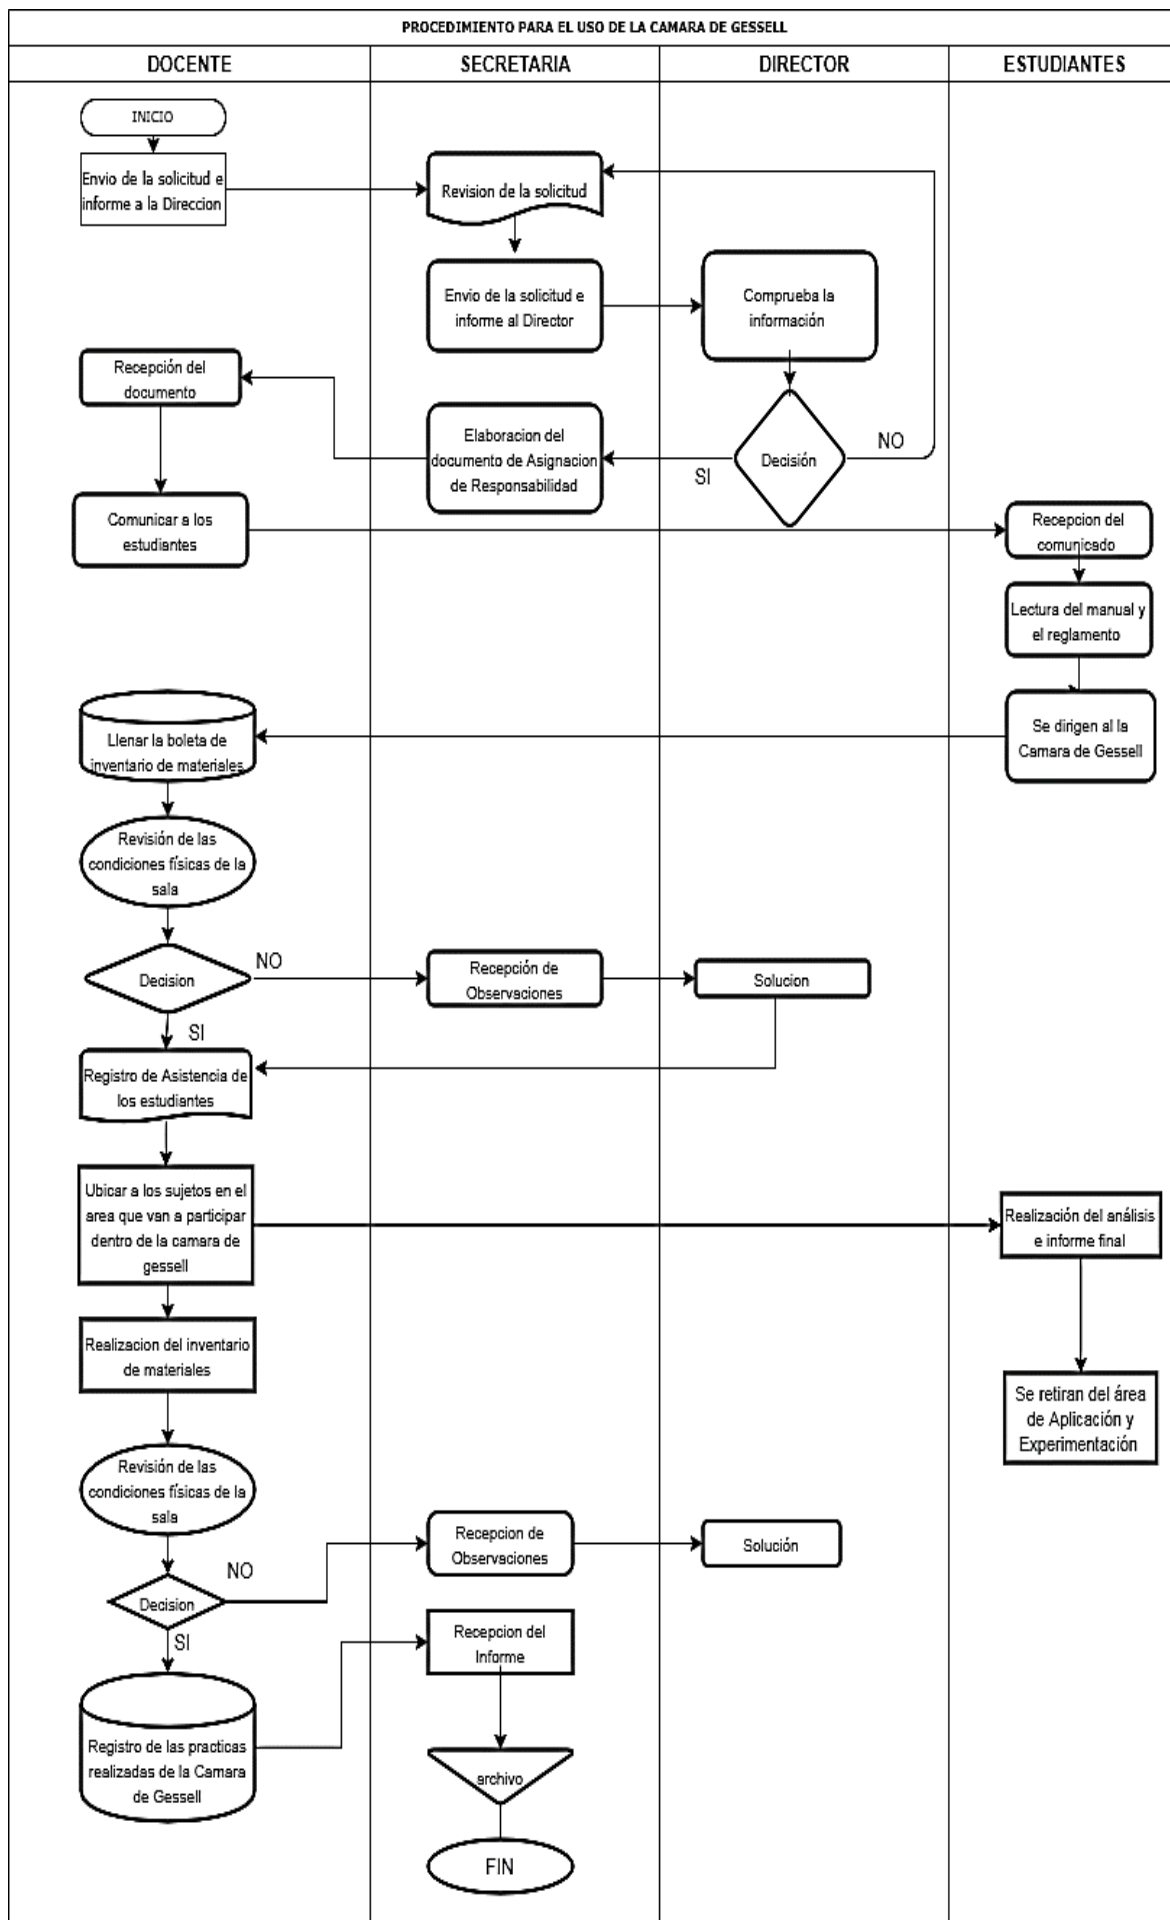 PROCEDIMIENTO PARA EL USO DE LA CAMARA DE GESSELL
DOCENTE
SECRETARIA
DIRECTOR
ESTUDIANTES
INICIO
Envio de la solicitud e
informe a la Direccion
Revision de la solicitud
Envio de la solicitud e
informe al Director
Comprueba la
información
Decisión
NO
SI
Elaboracion del
documento de Asignacion
de Responsabilidad
Recepción del
documento
Comunicar a los
estudiantes
Recepcion del
comunicado
Lectura del manual y
el reglamento
Se dirigen al la
Camara de Gessell
Llenar la boleta de
inventario de materiales
Revisión de las
condiciones físicas de la
sala
Decision
NO
SI
Recepción de
Observaciones
Solucion
Registro de Asistencia de
los estudiantes
Ubicar a los sujetos en el
area que van a participar
dentro de la camara de
gessell
Realización del análisis
e informe final
Se retiran del área
de Aplicación y
Experimentación
Realizacion del inventario
de materiales
Revisión de las
condiciones físicas de la
sala
Decision
NO
SI
Recepcion de
Observaciones
Solución
Registro de las practicas
realizadas de la Camara
de Gessell
Recepcion del
Informe
archivo
FIN